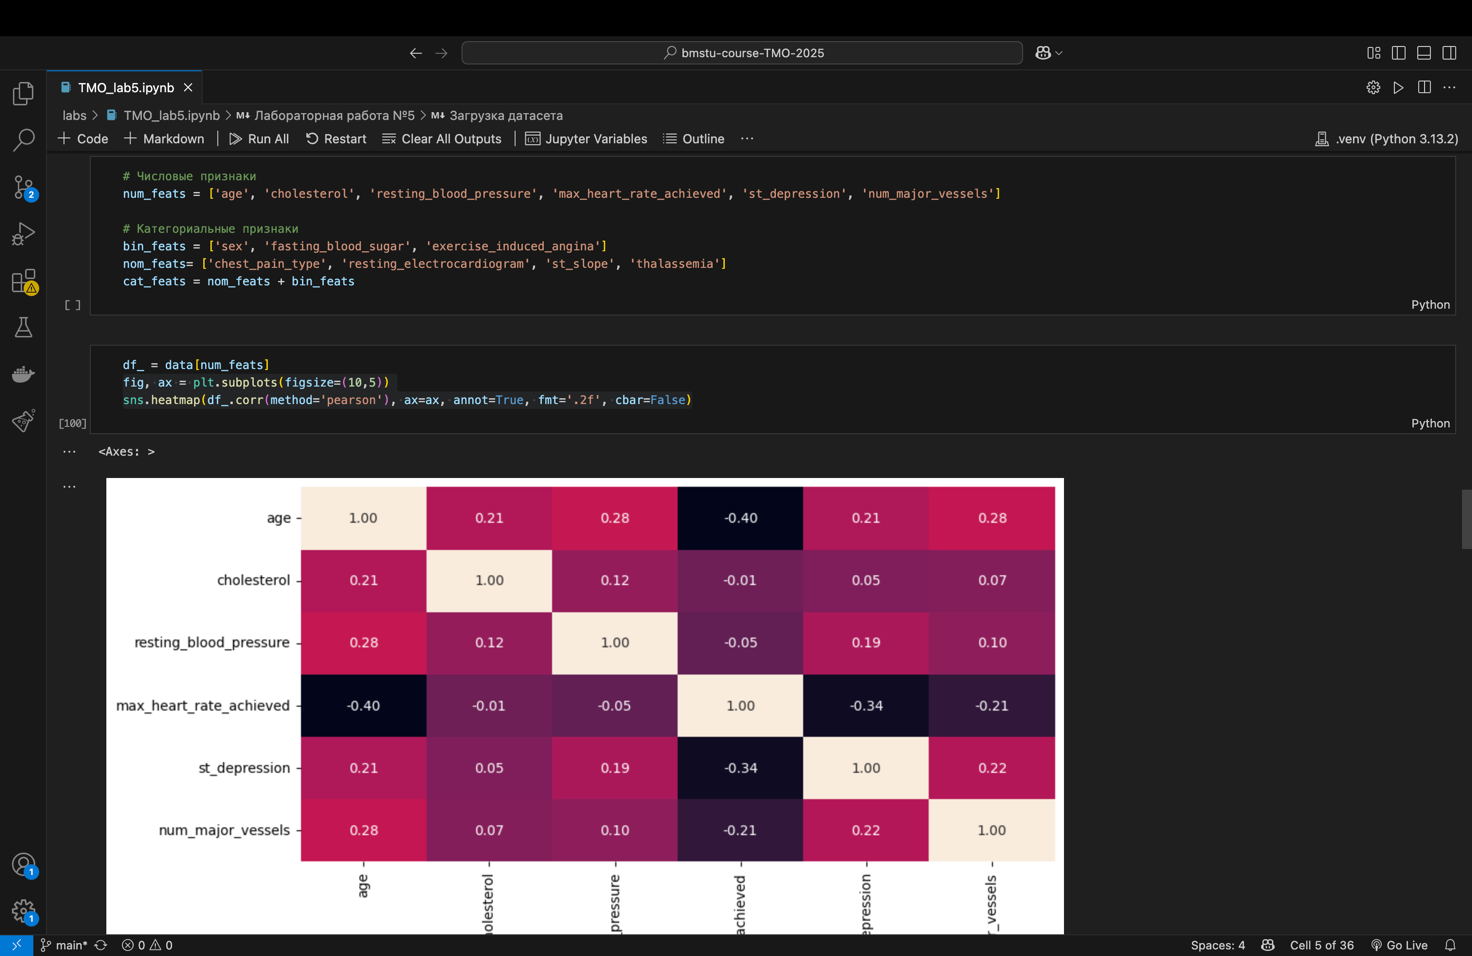 bmstu-course-TMO-2025
TMO_lab5.ipynb
labs > TMO_lab5.ipynb > M↓ Лабораторная работа №5 > M↓ Загрузка датасета
+ Code + Markdown | Run All Restart Clear All Outputs | Jupyter Variables Outline ... .venv (Python 3.13.2)
# Числовые признаки
num_feats = ['age', 'cholesterol', 'resting_blood_pressure', 'max_heart_rate_achieved', 'st_depression', 'num_major_vessels']
# Категориальные признаки
bin_feats = ['sex', 'fasting_blood_sugar', 'exercise_induced_angina']
nom_feats= ['chest_pain_type', 'resting_electrocardiogram', 'st_slope', 'thalassemia']
cat_feats = nom_feats + bin_feats
[ ] Python
df_ = data[num_feats]
fig, ax = plt.subplots(figsize=(10,5))
sns.heatmap(df_.corr(method='pearson'), ax=ax, annot=True, fmt='.2f', cbar=False)
[100] Python
... <Axes: >
...
age 1.00 0.21 0.28 -0.40 0.21 0.28
cholesterol 0.21 1.00 0.12 -0.01 0.05 0.07
resting_blood_pressure 0.28 0.12 1.00 -0.05 0.19 0.10
max_heart_rate_achieved -0.40 -0.01 -0.05 1.00 -0.34 -0.21
st_depression 0.21 0.05 0.19 -0.34 1.00 0.22
num_major_vessels 0.28 0.07 0.10 -0.21 0.22 1.00
age
olesterol
pressure
achieved
epression
r_vessels
2
1
1
main* 0 0 Spaces: 4 Cell 5 of 36 Go Live